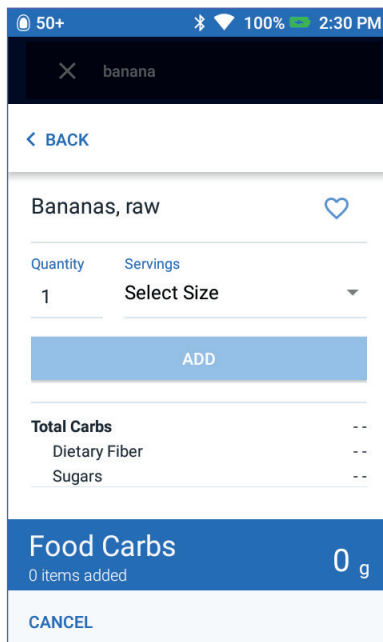 50+ 100% 2:30 PM
banana
BACK
Bananas, raw
Quantity Servings
1 Select Size
ADD
Total Carbs - -
Dietary Fiber - -
Sugars - -
Food Carbs 0 g
0 items added
CANCEL